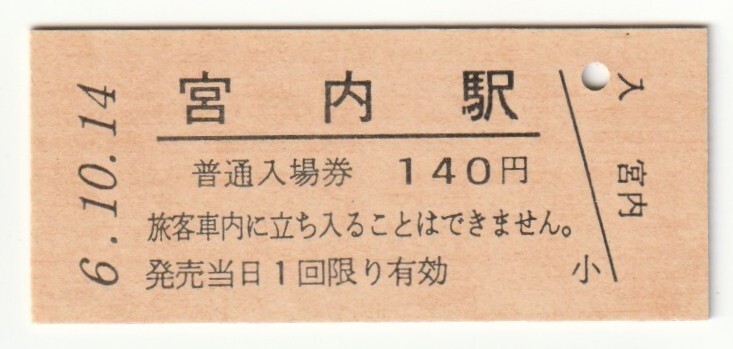 6.10.14
宮内駅
普通入場券 140円
旅客車内に立ち入ることはできません。
発売当日1回限り有効
入
宮内
小